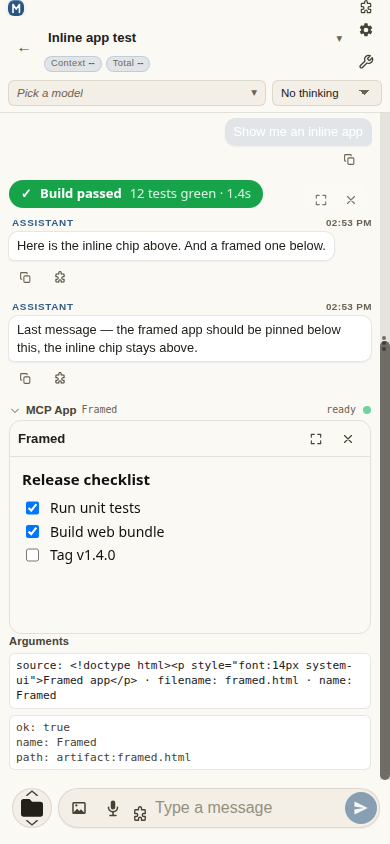 M
Inline app test
Context --
Total --
Pick a model
No thinking
Show me an inline app
✓ Build passed 12 tests green · 1.4s
ASSISTANT 02:53 PM
Here is the inline chip above. And a framed one below.
ASSISTANT 02:53 PM
Last message — the framed app should be pinned below
this, the inline chip stays above.
MCP App Framed ready
Framed
Release checklist
Run unit tests
Build web bundle
Tag v1.4.0
Arguments
source: <!doctype html><p style="font:14px system-
ui">Framed app</p> · filename: framed.html · name:
Framed
ok: true
name: Framed
path: artifact:framed.html
Type a message